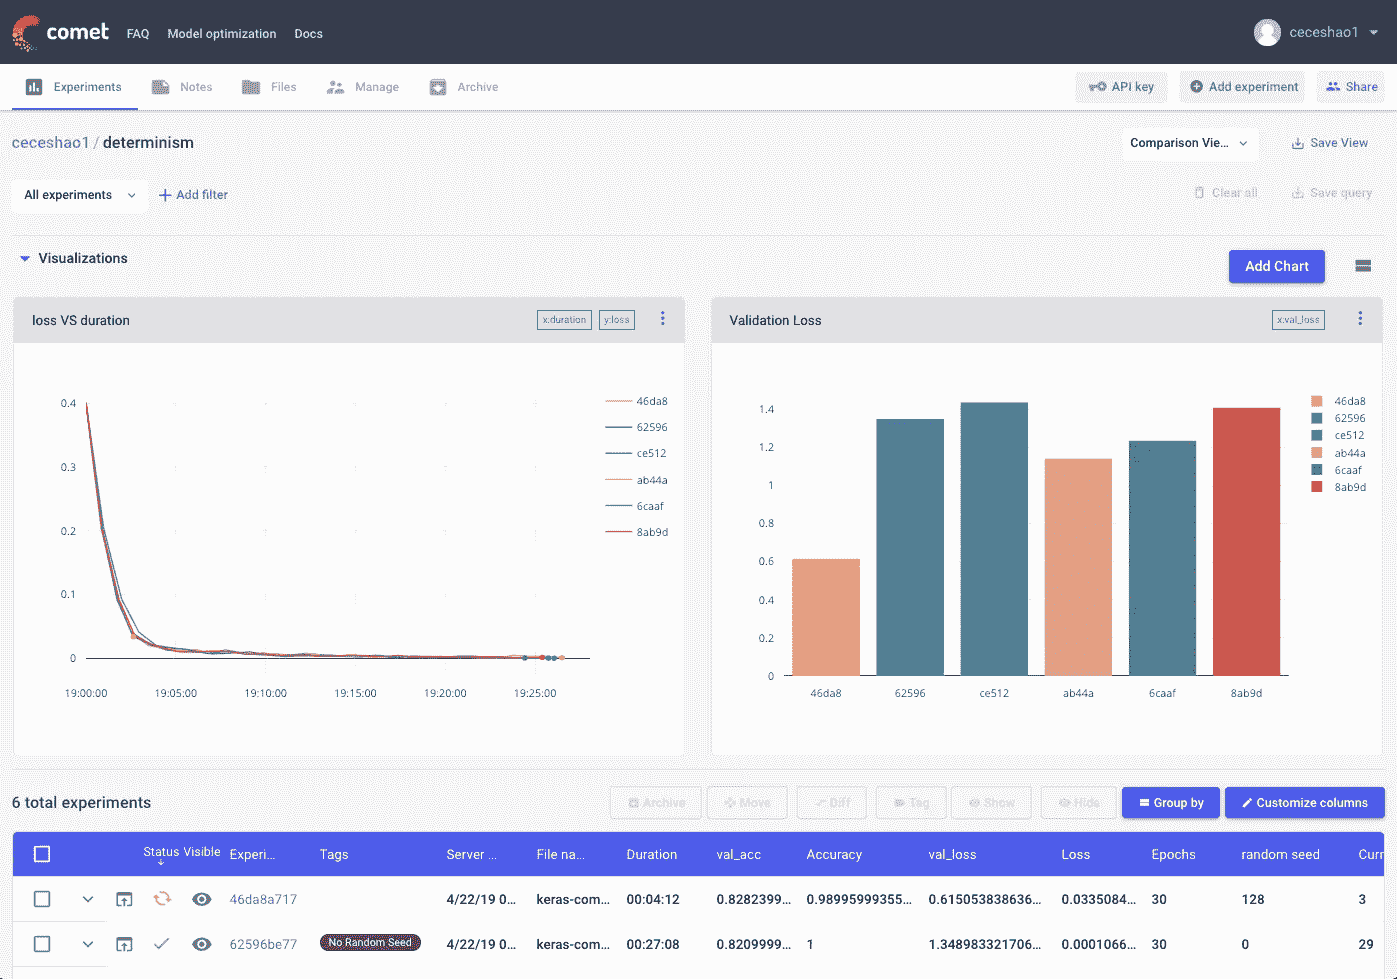 comet FAQ Model optimization Docs ceceshao1
Experiments Notes Files Manage Archive API key Add experiment Share
ceceshao1 / determinism Comparison Vie... Save View
All experiments Add filter Clear all Save query
Visualizations Add Chart
loss VS duration x:duration y:loss
0.4
0.3
0.2
0.1
0
19:00:00 19:05:00 19:10:00 19:15:00 19:20:00 19:25:00
46da8
62596
ce512
ab44a
6caaf
8ab9d
Validation Loss x:val_loss
1.4
1.2
1
0.8
0.6
0.4
0.2
0
46da8 62596 ce512 ab44a 6caaf 8ab9d
46da8
62596
ce512
ab44a
6caaf
8ab9d
6 total experiments Archive Move Diff Tag Show Hide Group by Customize columns
Status Visible Experi... Tags Server ... File na... Duration val_acc Accuracy val_loss Loss Epochs random seed Curr
46da8a717 4/22/19 0... keras-com... 00:04:12 0.8282399... 0.98995999355... 0.615053838636... 0.0335084... 30 128 3
62596be77 No Random Seed 4/22/19 0... keras-com... 00:27:08 0.8209999... 1 1.348983321706... 0.0001066... 30 0 29